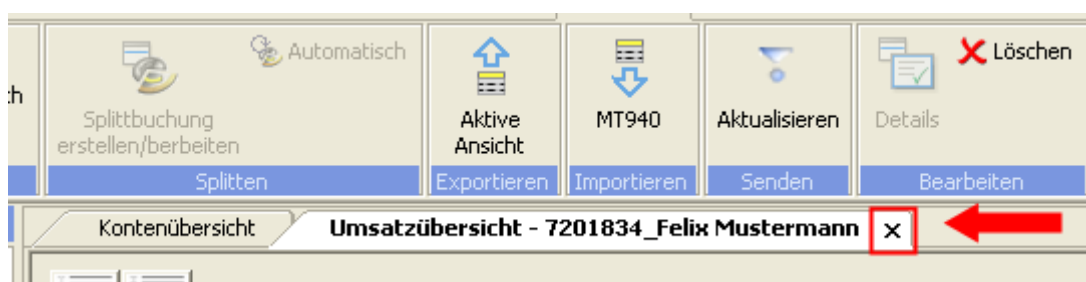 Automatisch
Löschen
ch
Splittbuchung
erstellen/berbeiten
Aktive
Ansicht
MT940
Aktualisieren
Details
Splitten
Exportieren
Importieren
Senden
Bearbeiten
Kontenübersicht
Umsatzübersicht - 7201834_Felix Mustermann